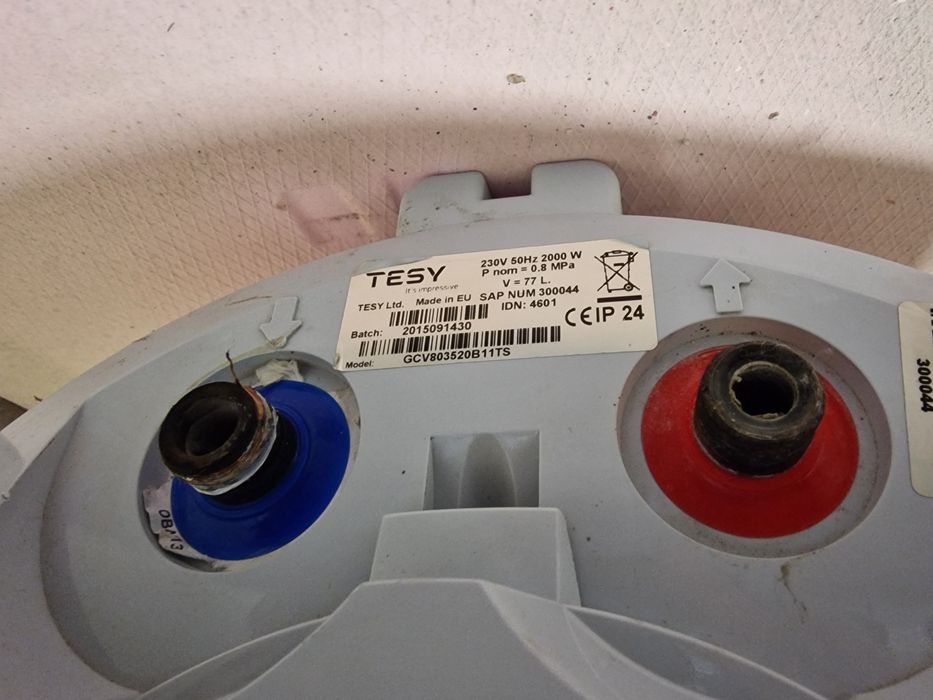 TESY
It's impressive
230V 50Hz 2000 W
P nom = 0.8 MPa
V = 77 L.
TESY Ltd. Made in EU SAP NUM 300044
IDN: 4601
CE IP 24
Batch: 2015091430
Model: GCV803520B11TS
300044